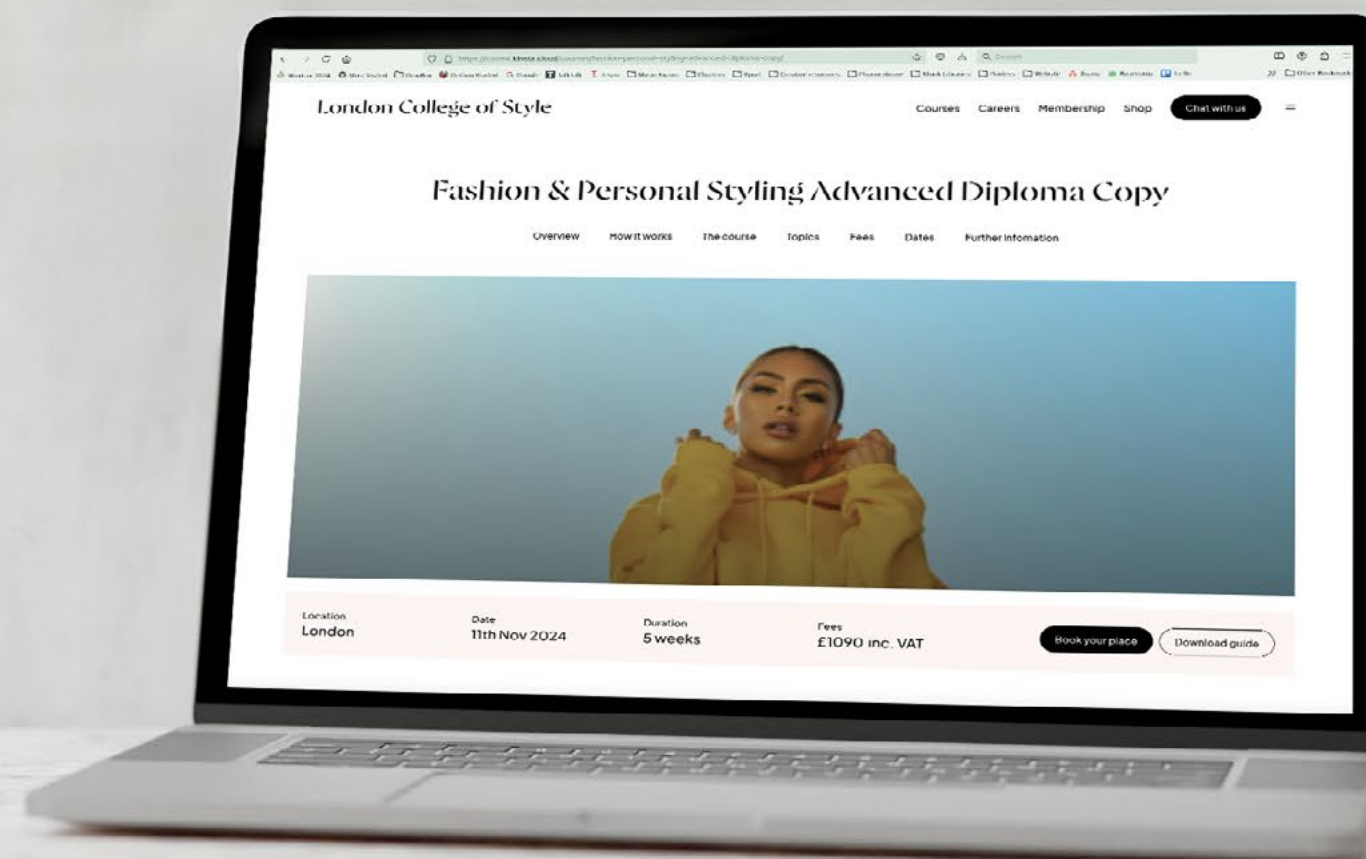 London College of Style
Courses Careers Membership Shop Chat with us
Fashion & Personal Styling Advanced Diploma Copy
Overview How it works The course Topics Fees Dates Further Infomation
Location
London
Date
11th Nov 2024
Duration
5 weeks
Fees
£1090 inc. VAT
Book your place
Download guide